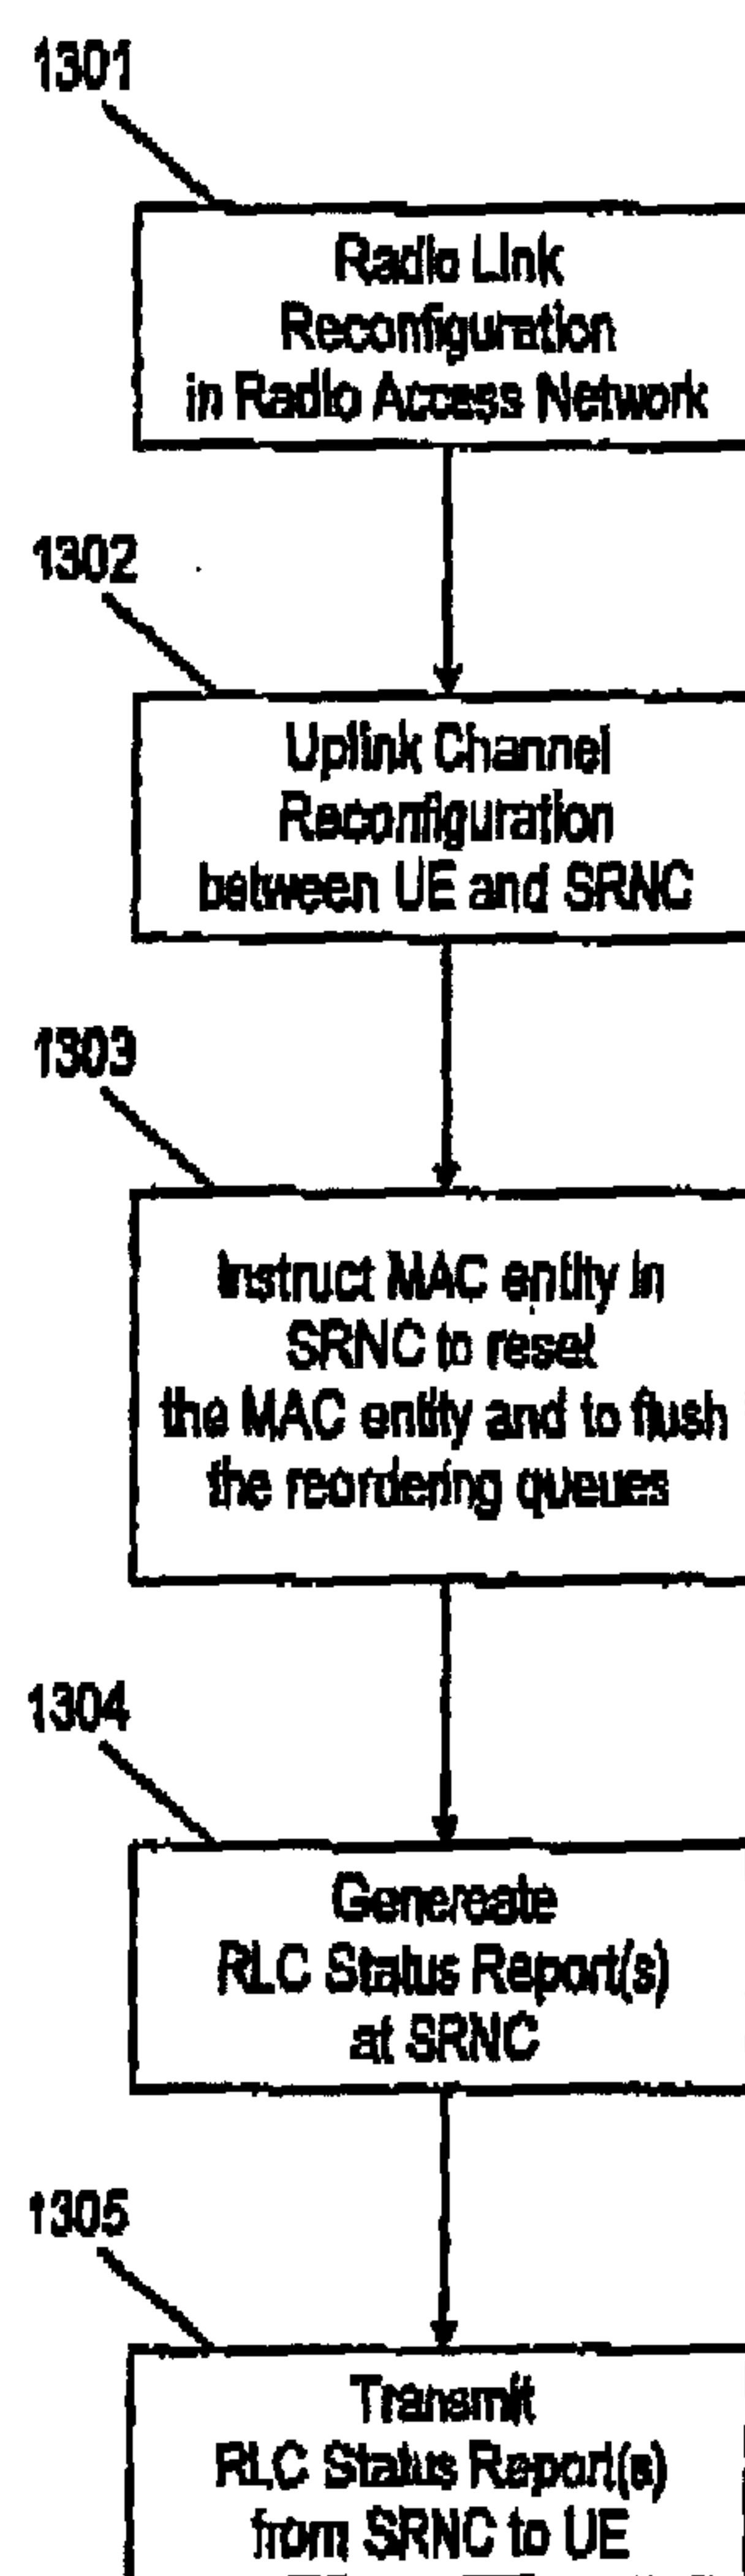 1301
Radio Link
Reconfiguration
in Radio Access Network
1302
Uplink Channel
Reconfiguration
between UE and SRNC
1303
Instruct MAC entity in
SRNC to reset
the MAC entity and to flush
the reordering queues
1304
Genereate
RLC Status Report(s)
at SRNC
1305
Transmit
RLC Status Report(s)
from SRNC to UE